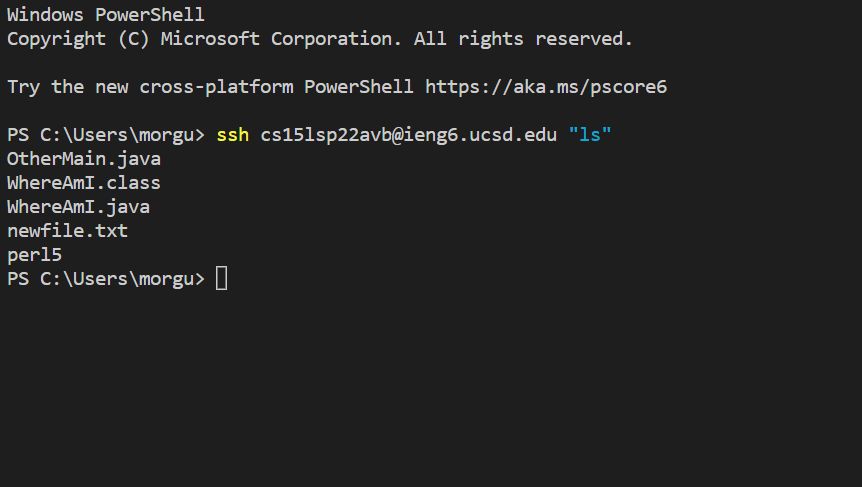 Windows PowerShell
Copyright (C) Microsoft Corporation. All rights reserved.
Try the new cross-platform PowerShell https://aka.ms/pscore6
PS C:\Users\morgu> ssh cs15lsp22avb@ieng6.ucsd.edu "ls"
OtherMain.java
WhereAmI.class
WhereAmI.java
newfile.txt
perl5
PS C:\Users\morgu>